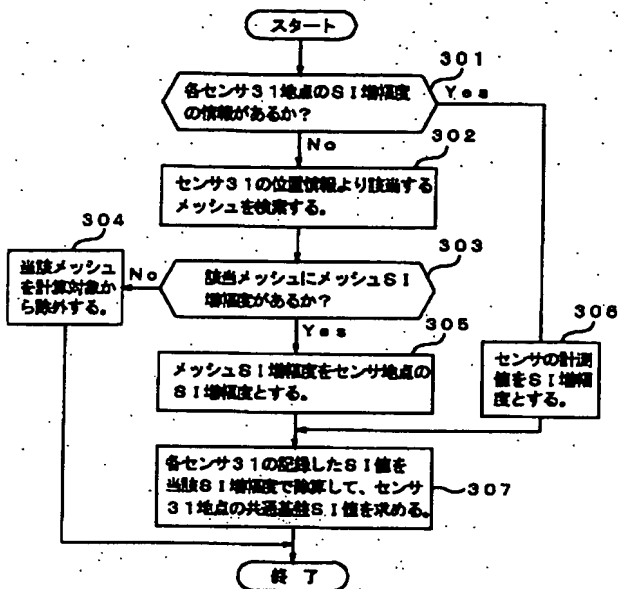 スタート
301
各センサ31地点のSI増幅度
の情報があるか?
Yes
No
302
センサ31の位置情報より該当する
メッシュを検索する。
303
該当メッシュにメッシュSI
増幅度があるか?
No
304
当該メッシュ
を計算対象か
ら除外する。
Yes
305
メッシュSI増幅度をセンサ地点の
SI増幅度とする。
306
センサの計測
値をSI増幅
度とする。
各センサ31の記録したSI値を
当該SI増幅度で除算して、センサ
31地点の共通基盤SI値を求める。
307
終了